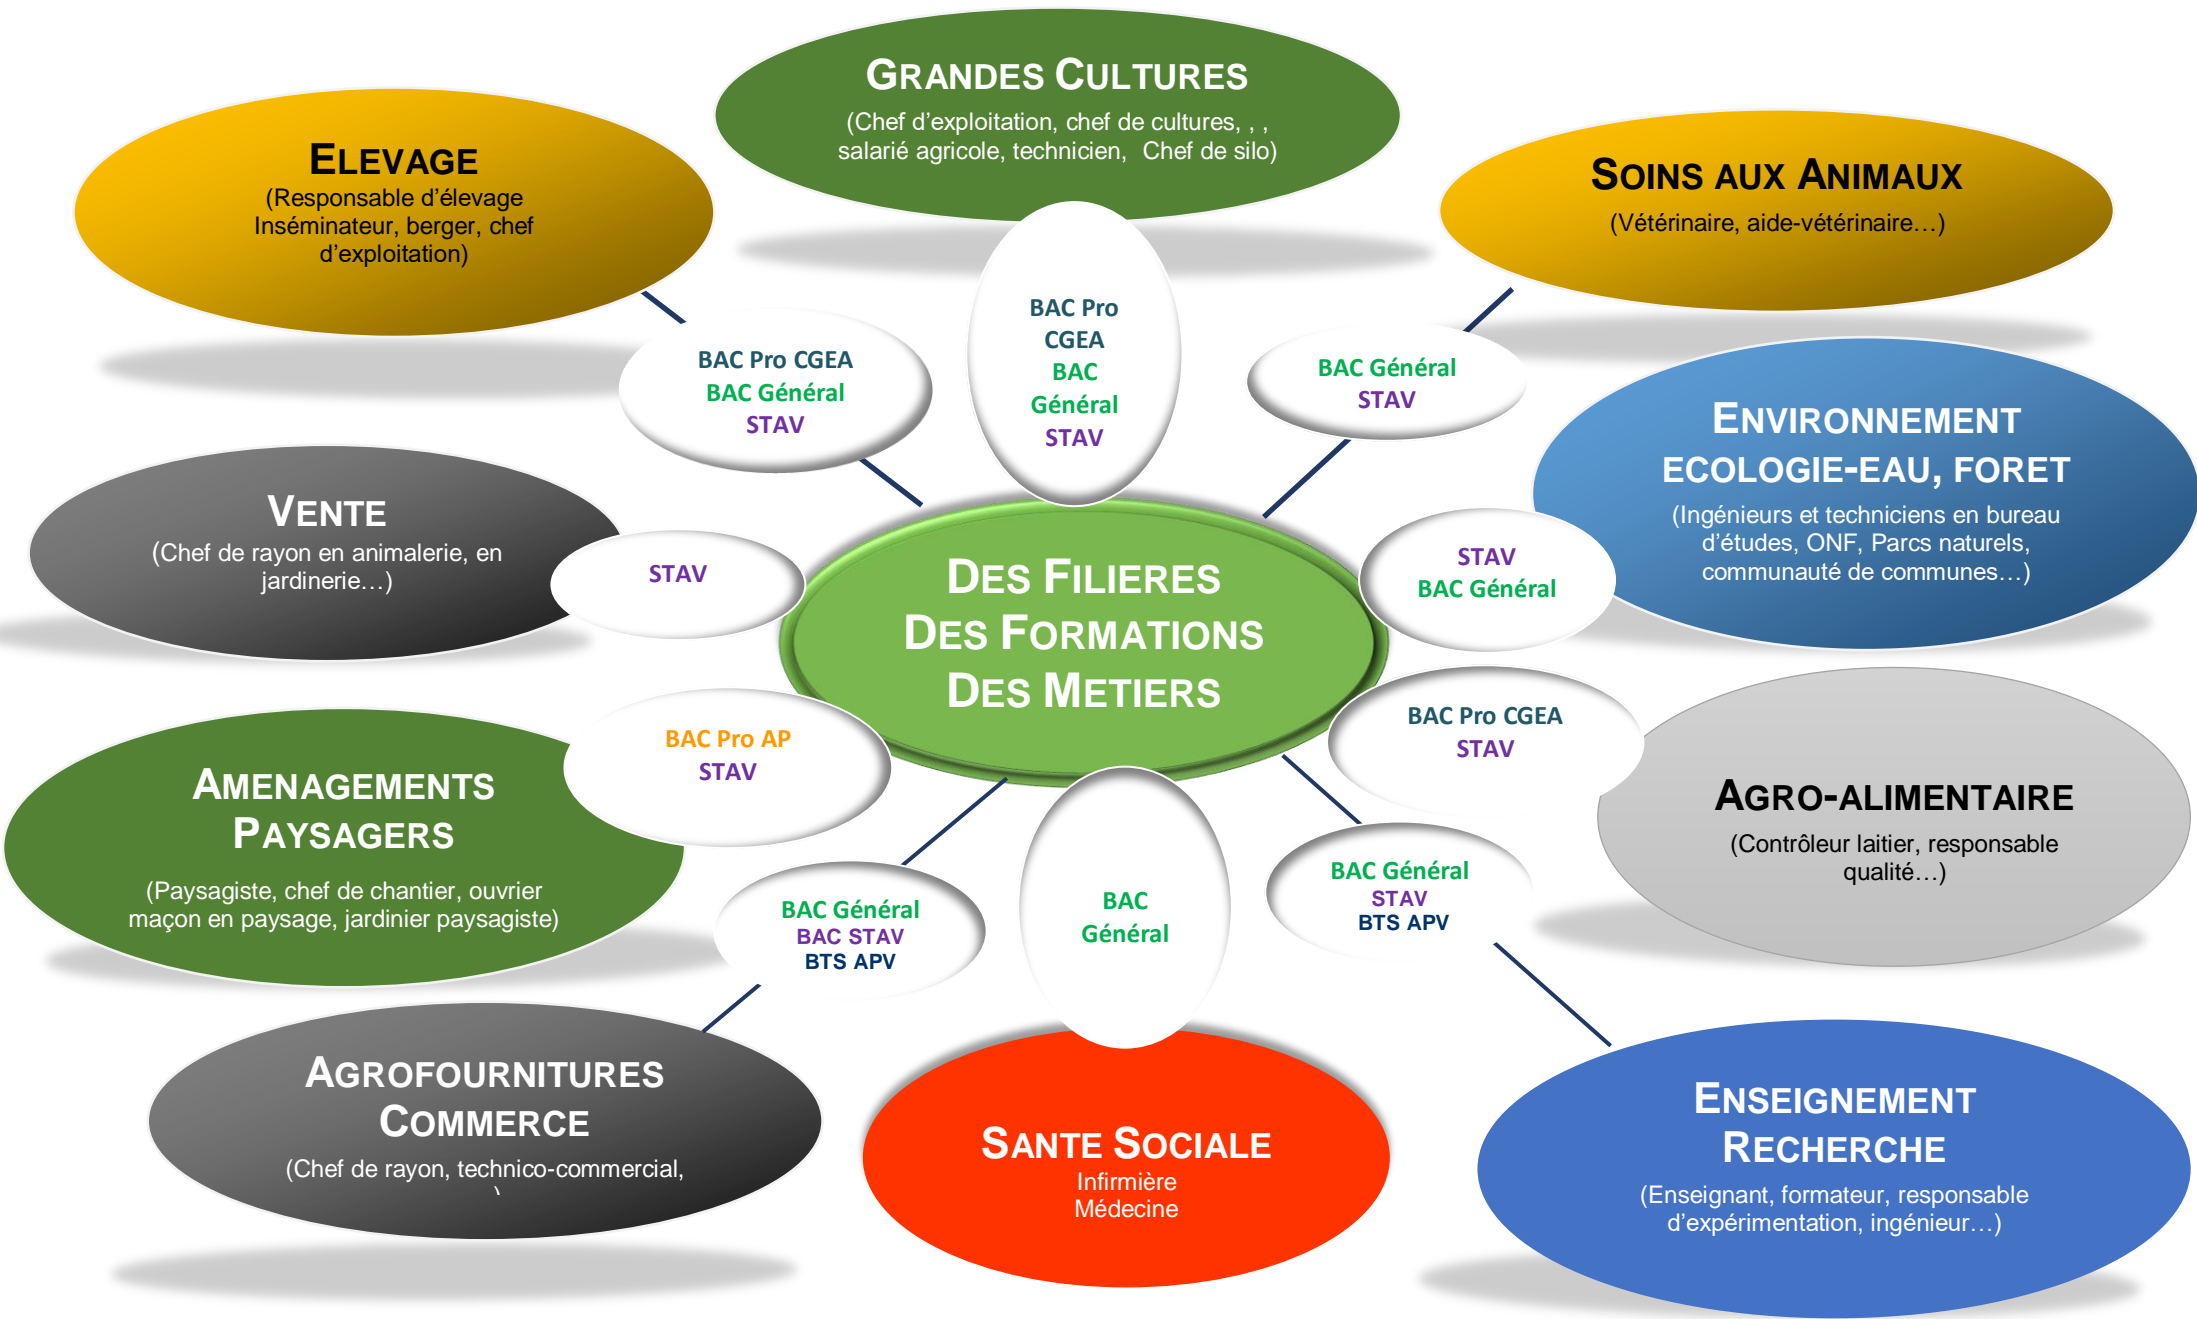 GRANDES CULTURES
(Chef d’exploitation, chef de cultures, , ,
salarié agricole, technicien,  Chef de silo)
ELEVAGE
(Responsable d’élevage
Inséminateur, berger, chef
d’exploitation)
SOINS AUX ANIMAUX
(Vétérinaire, aide-vétérinaire…)
BAC Pro CGEA
BAC Général
STAV
BAC Pro
CGEA
BAC
Général
STAV
BAC Général
STAV
ENVIRONNEMENT
ECOLOGIE-EAU, FORET
(Ingénieurs et techniciens en bureau
d’études, ONF, Parcs naturels,
communauté de communes…)
VENTE
(Chef de rayon en animalerie, en
jardinerie…)
STAV
DES FILIERES
DES FORMATIONS
DES METIERS
STAV
BAC Général
BAC Pro AP
STAV
BAC Pro CGEA
STAV
AMENAGEMENTS
PAYSAGERS
(Paysagiste, chef de chantier, ouvrier
maçon en paysage, jardinier paysagiste)
AGRO-ALIMENTAIRE
(Contrôleur laitier, responsable
qualité…)
BAC Général
BAC STAV
BTS APV
BAC
Général
BAC Général
STAV
BTS APV
AGROFOURNITURES
COMMERCE
(Chef de rayon, technico-commercial,
)
SANTE SOCIALE
Infirmière
Médecine
ENSEIGNEMENT
RECHERCHE
(Enseignant, formateur, responsable
d’expérimentation, ingénieur…)